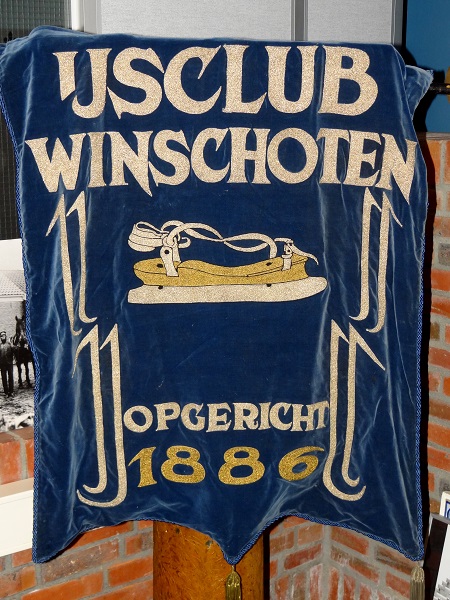 IJSCLUB
WINSCHOTEN
OPGERICHT
1886